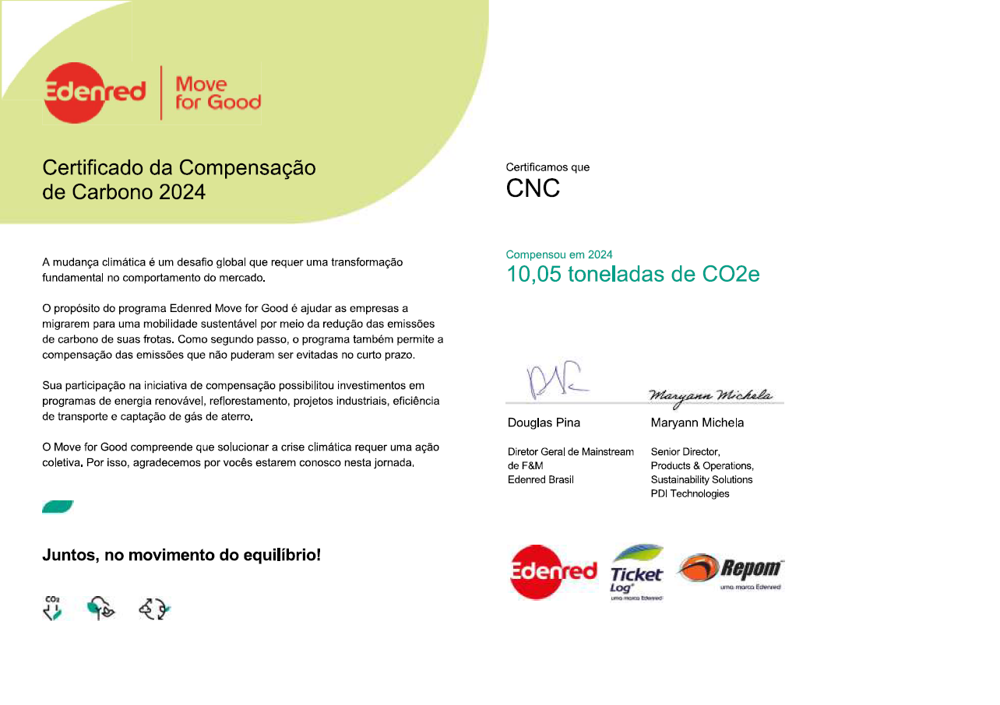 Edenred
Move
for Good
Certificado da Compensação
de Carbono 2024
A mudança climática é um desafio global que requer uma transformação
fundamental no comportamento do mercado.
O propósito do programa Edenred Move for Good é ajudar as empresas a
migrarem para uma mobilidade sustentável por meio da redução das emissões
de carbono de suas frotas. Como segundo passo, o programa também permite a
compensação das emissões que não puderam ser evitadas no curto prazo.
Sua participação na iniciativa de compensação possibilitou investimentos em
programas de energia renovável, reflorestamento, projetos industriais, eficiência
de transporte e captação de gás de aterro.
O Move for Good compreende que solucionar a crise climática requer uma ação
coletiva. Por isso, agradecemos por vocês estarem conosco nesta jornada.
Juntos, no movimento do equilíbrio!
CO2
Certificamos que
CNC
Compensou em 2024
10,05 toneladas de CO2e
Maryann Michela
Douglas Pina
Diretor Geral de Mainstream
de F&M
Edenred Brasil
Maryann Michela
Senior Director,
Products & Operations,
Sustainability Solutions
PDI Technologies
Edenred
Ticket
Log
uma marca Edenred
Repom
uma marca Edenred